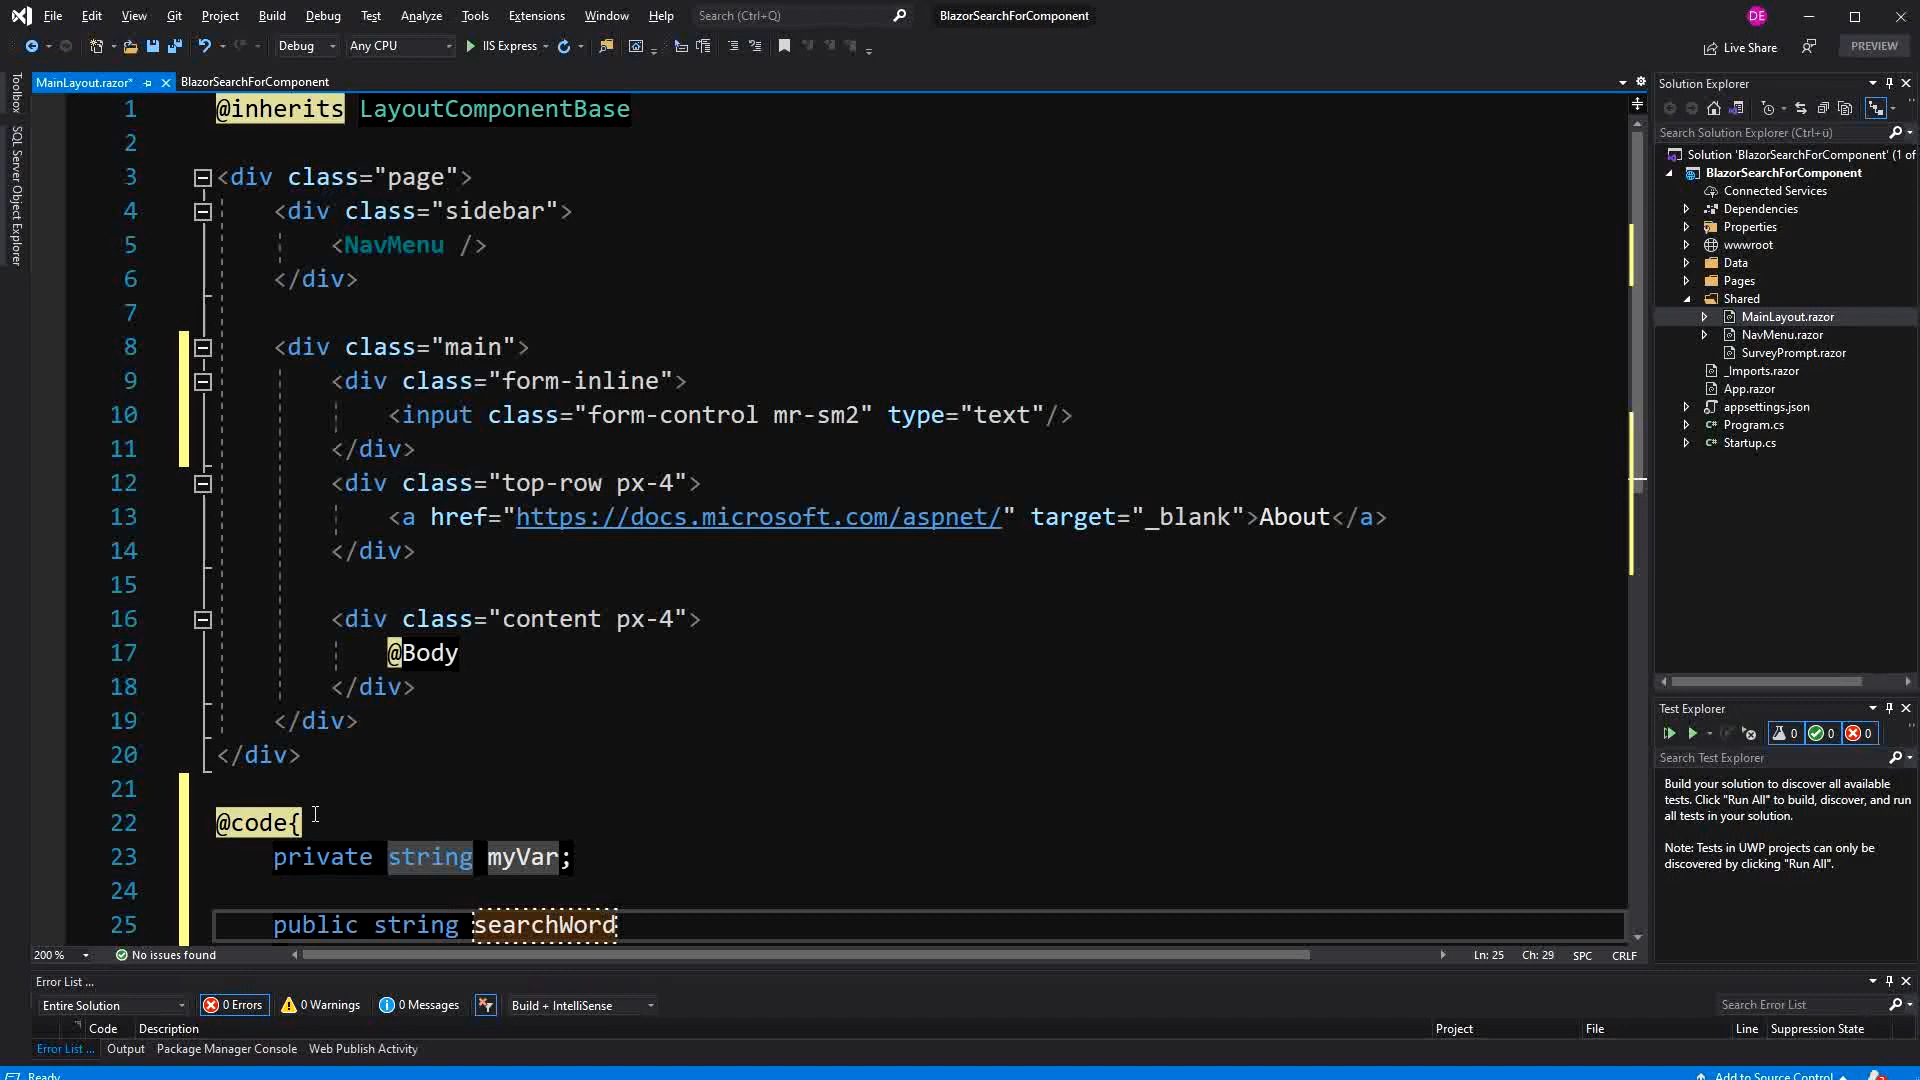 File Edit View Git Project Build Debug Test Analyze Tools Extensions Window Help Search (Ctrl+Q) BlazorSearchForComponent DE
Debug Any CPU IIS Express Live Share PREVIEW
Toolbox
SQL Server Object Explorer
MainLayout.razor* BlazorSearchForComponent
1 @inherits LayoutComponentBase
2
3 <div class="page">
4 <div class="sidebar">
5 <NavMenu />
6 </div>
7
8 <div class="main">
9 <div class="form-inline">
10 <input class="form-control mr-sm2" type="text"/>
11 </div>
12 <div class="top-row px-4">
13 <a href="https://docs.microsoft.com/aspnet/" target="_blank">About</a>
14 </div>
15
16 <div class="content px-4">
17 @Body
18 </div>
19 </div>
20 </div>
21
22 @code{
23 private string myVar;
24
25 public string searchWord
200 % No issues found Ln: 25 Ch: 29 SPC CRLF
Solution Explorer
Search Solution Explorer (Ctrl+ü)
Solution 'BlazorSearchForComponent' (1 of
BlazorSearchForComponent
Connected Services
Dependencies
Properties
wwwroot
Data
Pages
Shared
MainLayout.razor
NavMenu.razor
SurveyPrompt.razor
_Imports.razor
App.razor
appsettings.json
C# Program.cs
C# Startup.cs
Test Explorer
0 0 0
Search Test Explorer
Build your solution to discover all available
tests. Click "Run All" to build, discover, and run
all tests in your solution.
Note: Tests in UWP projects can only be
discovered by clicking "Run All".
Error List ...
Entire Solution 0 Errors 0 Warnings 0 Messages Build + IntelliSense Search Error List
Code Description Project File Line Suppression State
Error List ... Output Package Manager Console Web Publish Activity
Ready Add to Source Control